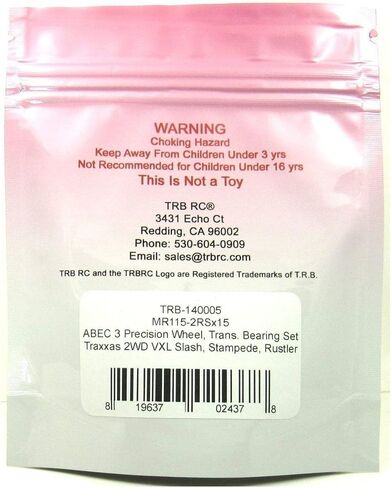 WARNING
Choking Hazard
Keep Away From Children Under 3 yrs
Not Recommended for Children Under 16 yrs
This Is Not a Toy
TRB RC®
3431 Echo Ct
Redding, CA 96002
Phone: 530-604-0909
Email: sales@trbrc.com
TRB RC and the TRBRC Logo are Registered Trademarks of T.R.B.
TRB-140005
MR115-2RSx15
ABEC 3 Precision Wheel, Trans. Bearing Set
Traxxas 2WD VXL Slash, Stampede, Rustler
8 19637 02437 8